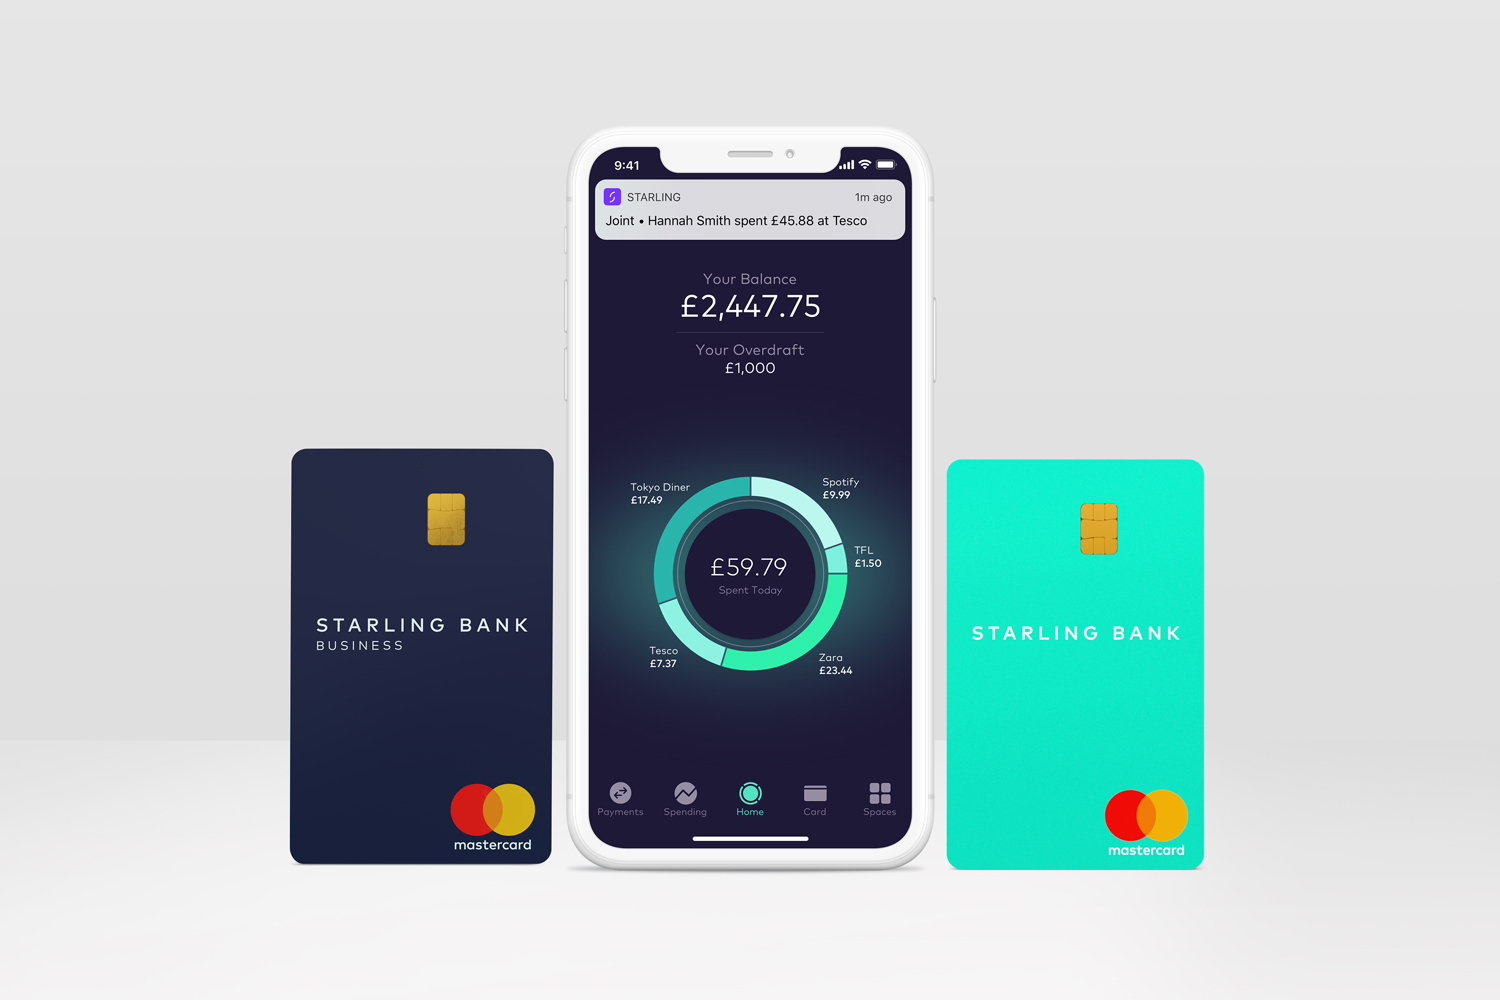 9:41
STARLING
1m ago
Joint • Hannah Smith spent £45.88 at Tesco
Your Balance
£2,447.75
Your Overdraft
£1,000
Tokyo Diner
£17.49
Spotify
£9.99
TFL
£1.50
£59.79
Spent Today
Tesco
£7.37
Zara
£23.44
Payments
Spending
Home
Card
Spaces
STARLING BANK
BUSINESS
mastercard
STARLING BANK
mastercard